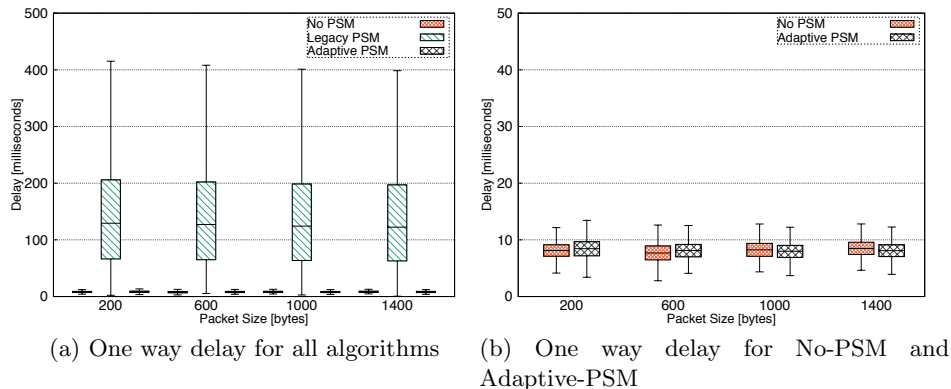 500
400
300
200
100
0
Delay [milliseconds]
No PSM
Legacy PSM
Adaptive PSM
200 600 1000 1400
Packet Size [bytes]
(a) One way delay for all algorithms
50
40
30
20
10
0
Delay [milliseconds]
No PSM
Adaptive PSM
200 600 1000 1400
Packet Size [bytes]
(b) One way delay for No-PSM and
Adaptive-PSM